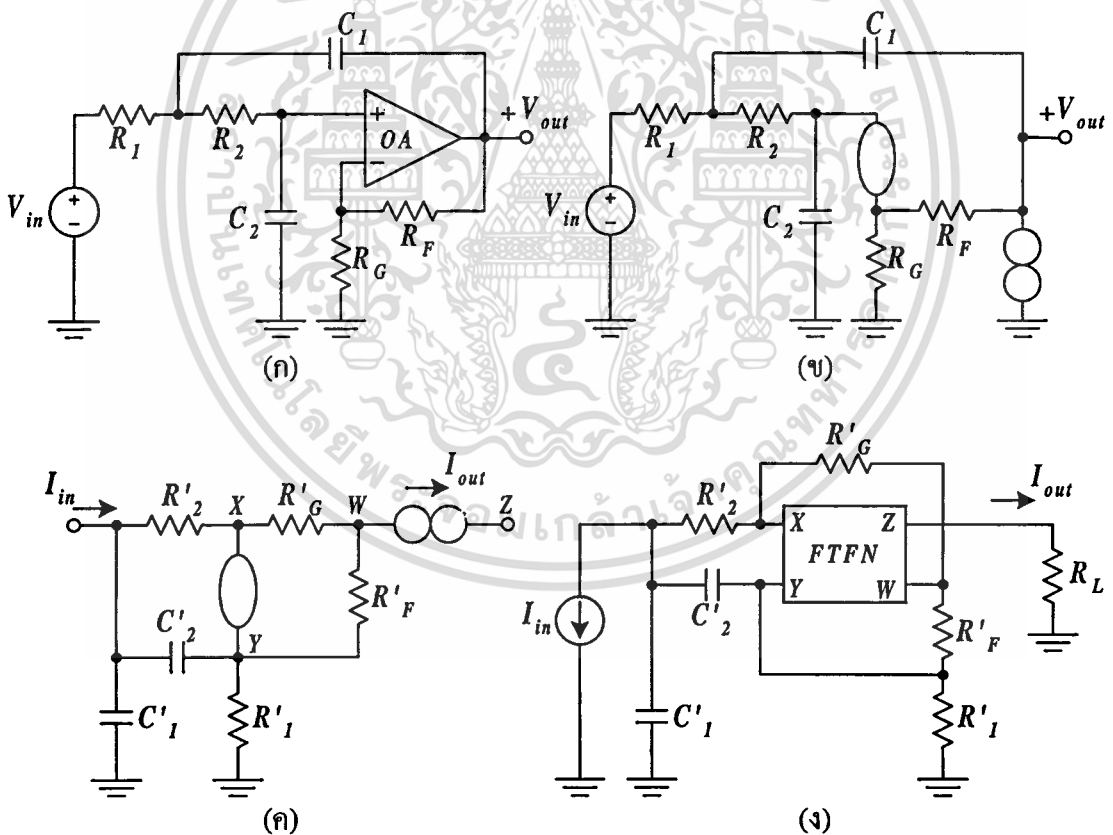 C1
+Vout
R1
R2
+
OA
−
Vin
+
−
C2
RF
RG
(ก)
C1
+Vout
R1
R2
Vin
+
−
C2
RG
RF
(ข)
Iin
R'2
X
R'G
W
Iout
Z
R'F
C'2
Y
C'1
R'1
(ค)
R'G
R'2
X
Z
Iout
FTFN
Y
W
RL
Iin
C'2
R'F
C'1
R'1
(ง)